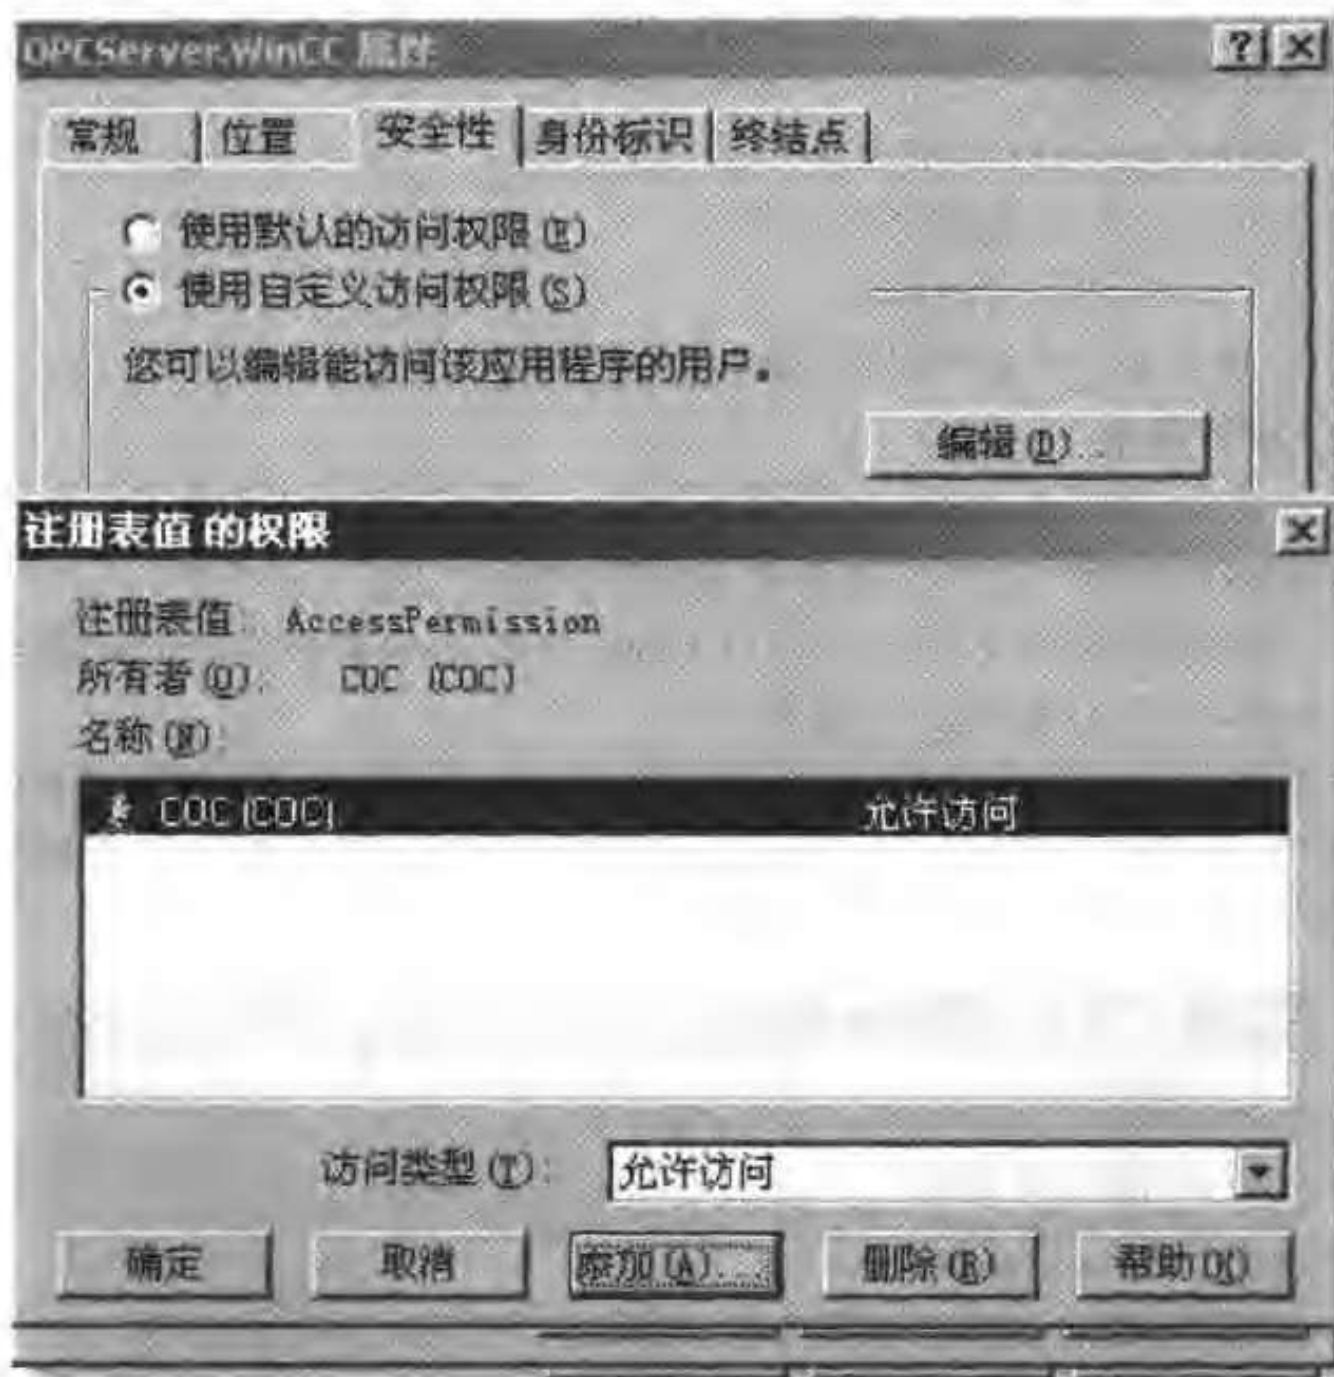 OPCServer.WinCC 属性
常规 位置 安全性 身份标识 终结点
使用默认的访问权限(E)
使用自定义访问权限(S)
您可以编辑能访问该应用程序的用户。
编辑(D)...
注册表值 的权限
注册表值: AccessPermission
所有者(O): COC (COC)
名称(N):
COC (COC) 允许访问
访问类型(T): 允许访问
确定 取消 添加(A)... 删除(R) 帮助(H)